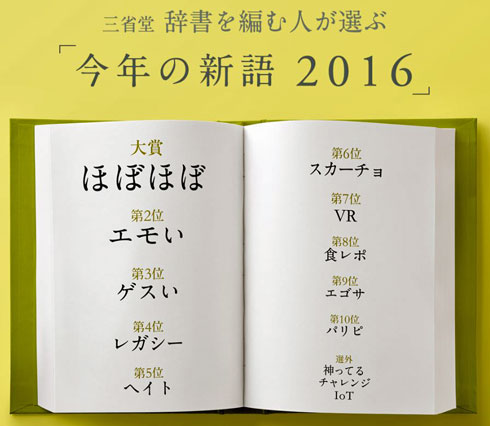 三省堂 辞書を編む人が選ぶ
「今年の新語 2016」
大賞
ほぼほぼ
第2位
エモい
第3位
ゲスい
第4位
レガシー
第5位
ヘイト
第6位
スカーチョ
第7位
VR
第8位
食レポ
第9位
エゴサ
第10位
パリピ
選外
神ってる
チャレンジ
IoT